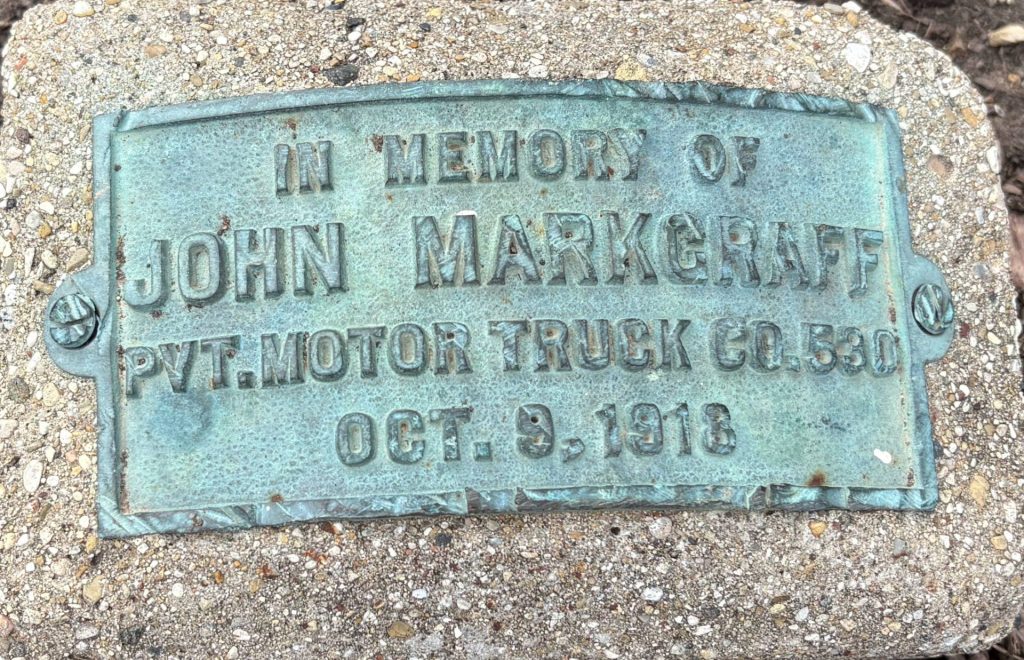 IN MEMORY OF
JOHN MARKGRAFF
PVT. MOTOR TRUCK CO. 530
OCT. 9, 1918